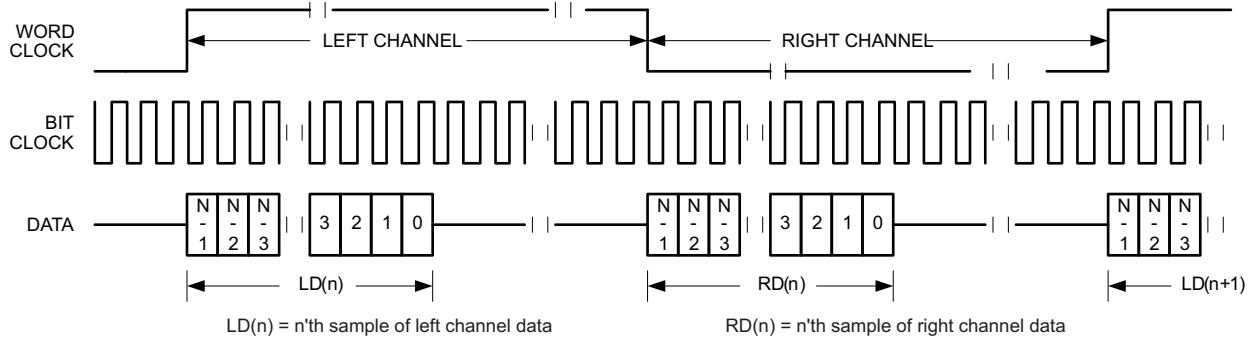 WORD
CLOCK
LEFT CHANNEL
RIGHT CHANNEL
BIT
CLOCK
DATA
N-1 N-2 N-3 3 2 1 0 N-1 N-2 N-3 3 2 1 0 N-1 N-2 N-3
LD(n) RD(n) LD(n+1)
LD(n) = n'th sample of left channel data
RD(n) = n'th sample of right channel data